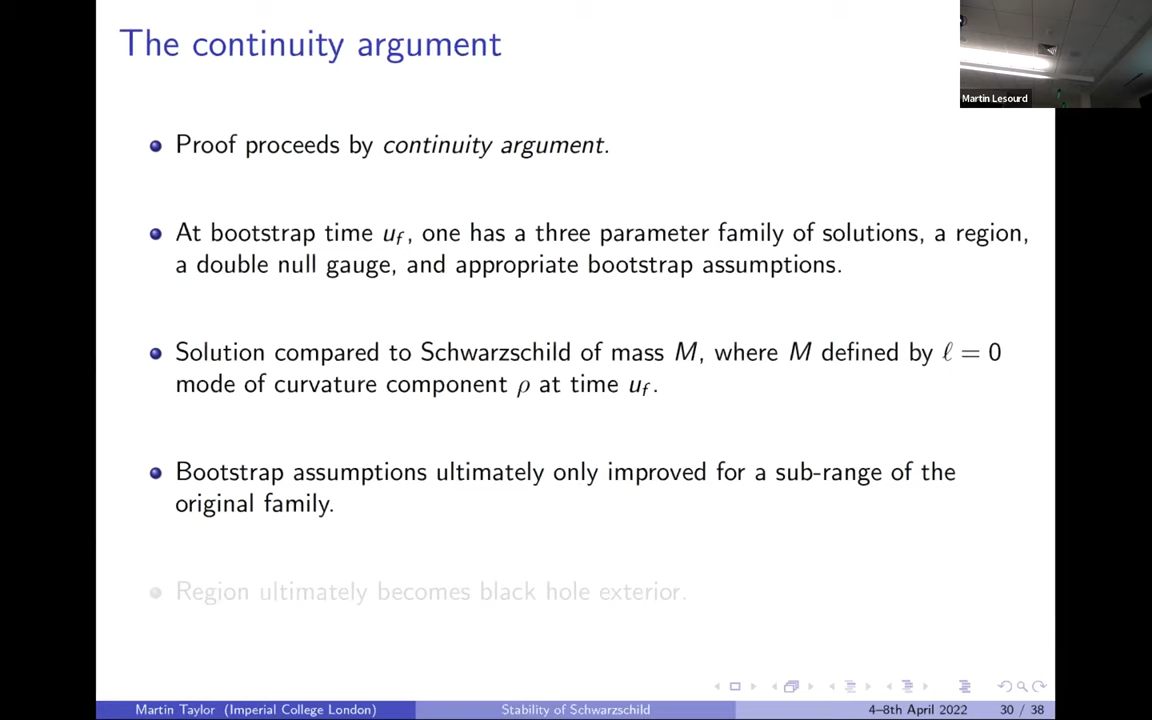 The continuity argument
Martin Lesourd
Proof proceeds by continuity argument.
At bootstrap time u_f, one has a three parameter family of solutions, a region,
a double null gauge, and appropriate bootstrap assumptions.
Solution compared to Schwarzschild of mass M, where M defined by ℓ = 0
mode of curvature component ρ at time u_f.
Bootstrap assumptions ultimately only improved for a sub-range of the
original family.
Region ultimately becomes black hole exterior.
Martin Taylor (Imperial College London) Stability of Schwarzschild 4–8th April 2022 30 / 38